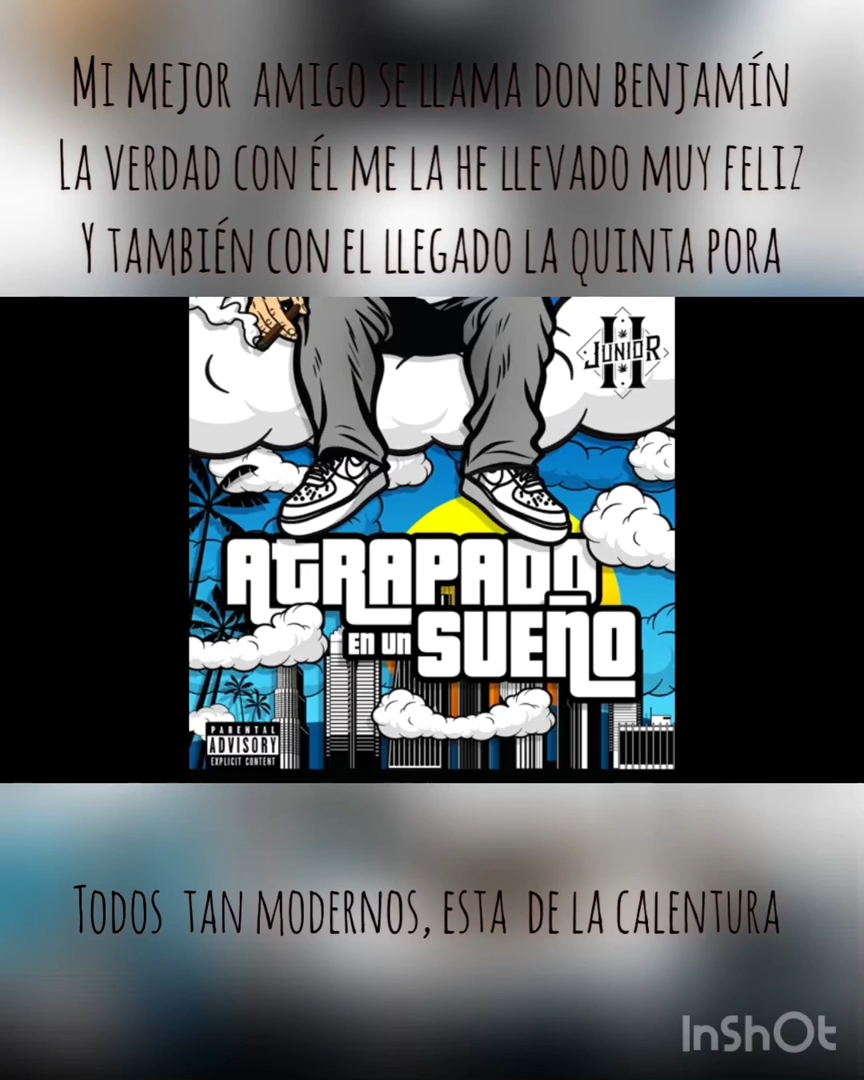 Mi mejor amigo se llama don Benjamín
La verdad con él me la he llevado muy feliz
Y también con el llegado la quinta pora
H
JUNIOR
ATRAPADO
EN UN SUEÑO
PARENTAL
ADVISORY
EXPLICIT CONTENT
Todos tan modernos, esta de la calentura
InShOt